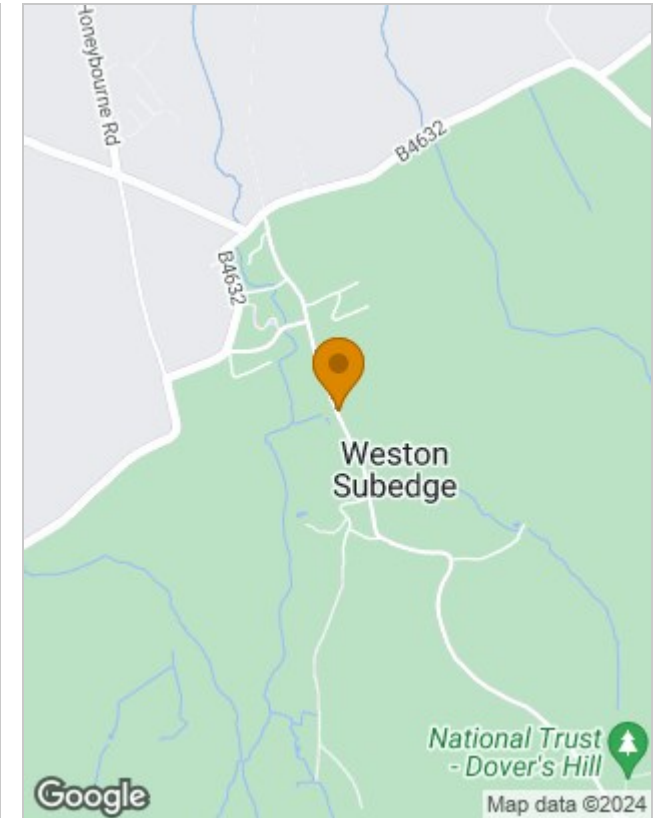 Honeybourne Rd
B4632
B4632
Weston
Subedge
National Trust
- Dover's Hill
Google
Map data ©2024